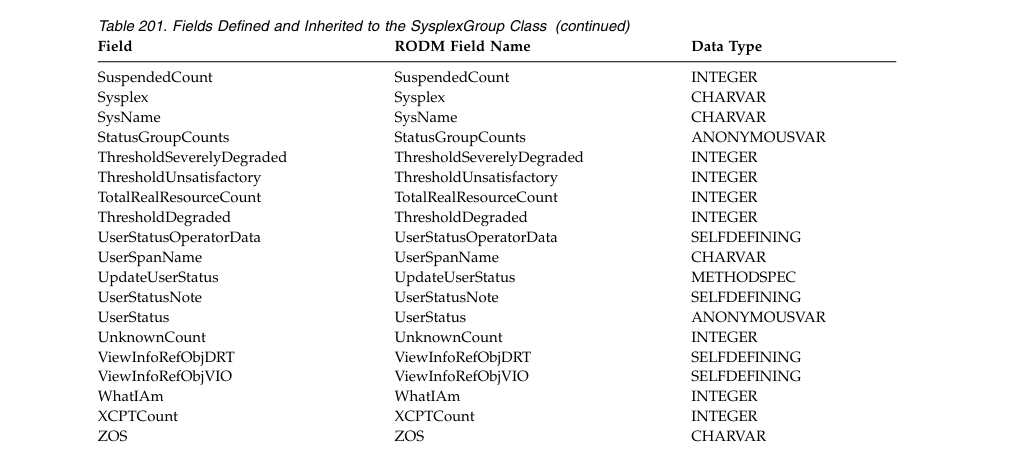 Table 201. Fields Defined and Inherited to the SysplexGroup Class (continued)
Field RODM Field Name Data Type
SuspendedCount SuspendedCount INTEGER
Sysplex Sysplex CHARVAR
SysName SysName CHARVAR
StatusGroupCounts StatusGroupCounts ANONYMOUSVAR
ThresholdSeverelyDegraded ThresholdSeverelyDegraded INTEGER
ThresholdUnsatisfactory ThresholdUnsatisfactory INTEGER
TotalRealResourceCount TotalRealResourceCount INTEGER
ThresholdDegraded ThresholdDegraded INTEGER
UserStatusOperatorData UserStatusOperatorData SELFDEFINING
UserSpanName UserSpanName CHARVAR
UpdateUserStatus UpdateUserStatus METHODSPEC
UserStatusNote UserStatusNote SELFDEFINING
UserStatus UserStatus ANONYMOUSVAR
UnknownCount UnknownCount INTEGER
ViewInfoRefObjDRT ViewInfoRefObjDRT SELFDEFINING
ViewInfoRefObjVIO ViewInfoRefObjVIO SELFDEFINING
WhatIAm WhatIAm INTEGER
XCPTCount XCPTCount INTEGER
ZOS ZOS CHARVAR